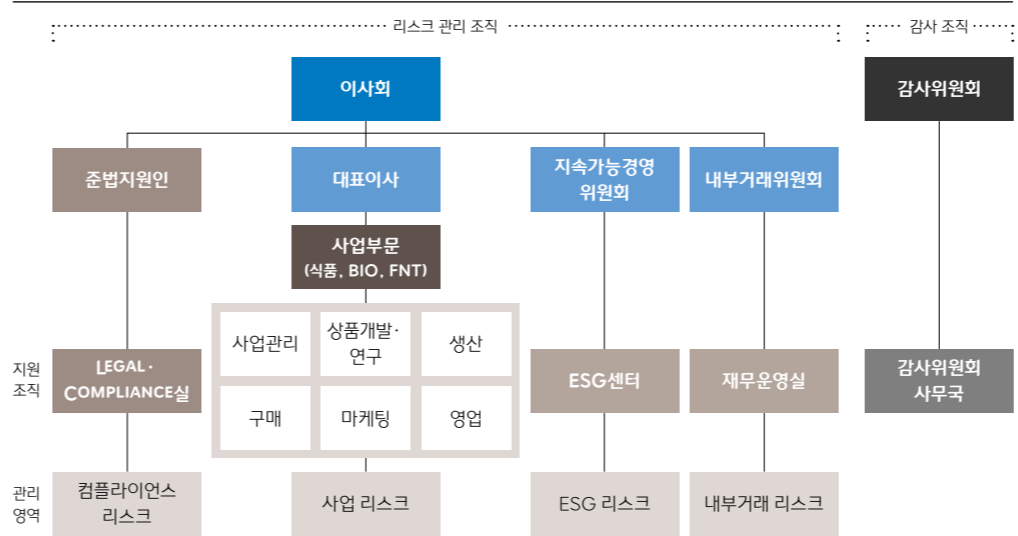 리스크 관리 조직
감사 조직
이사회
감사위원회
준법지원인
대표이사
지속가능경영
위원회
내부거래위원회
사업부문
(식품, BIO, FNT)
사업관리
상품개발·
연구
생산
구매
마케팅
영업
지원
조직
LEGAL·
COMPLIANCE실
ESG센터
재무운영실
감사위원회
사무국
관리
영역
컴플라이언스
리스크
사업 리스크
ESG 리스크
내부거래 리스크